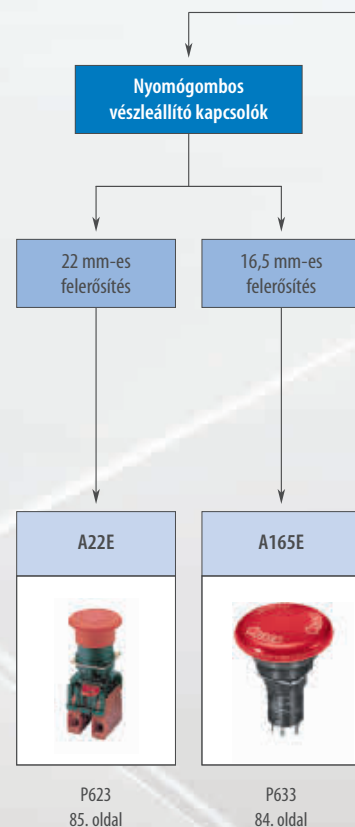 Nyomógombos
vészleállító kapcsolók
22 mm-es
felerősítés
16,5 mm-es
felerősítés
A22E
A165E
P623
85. oldal
P633
84. oldal